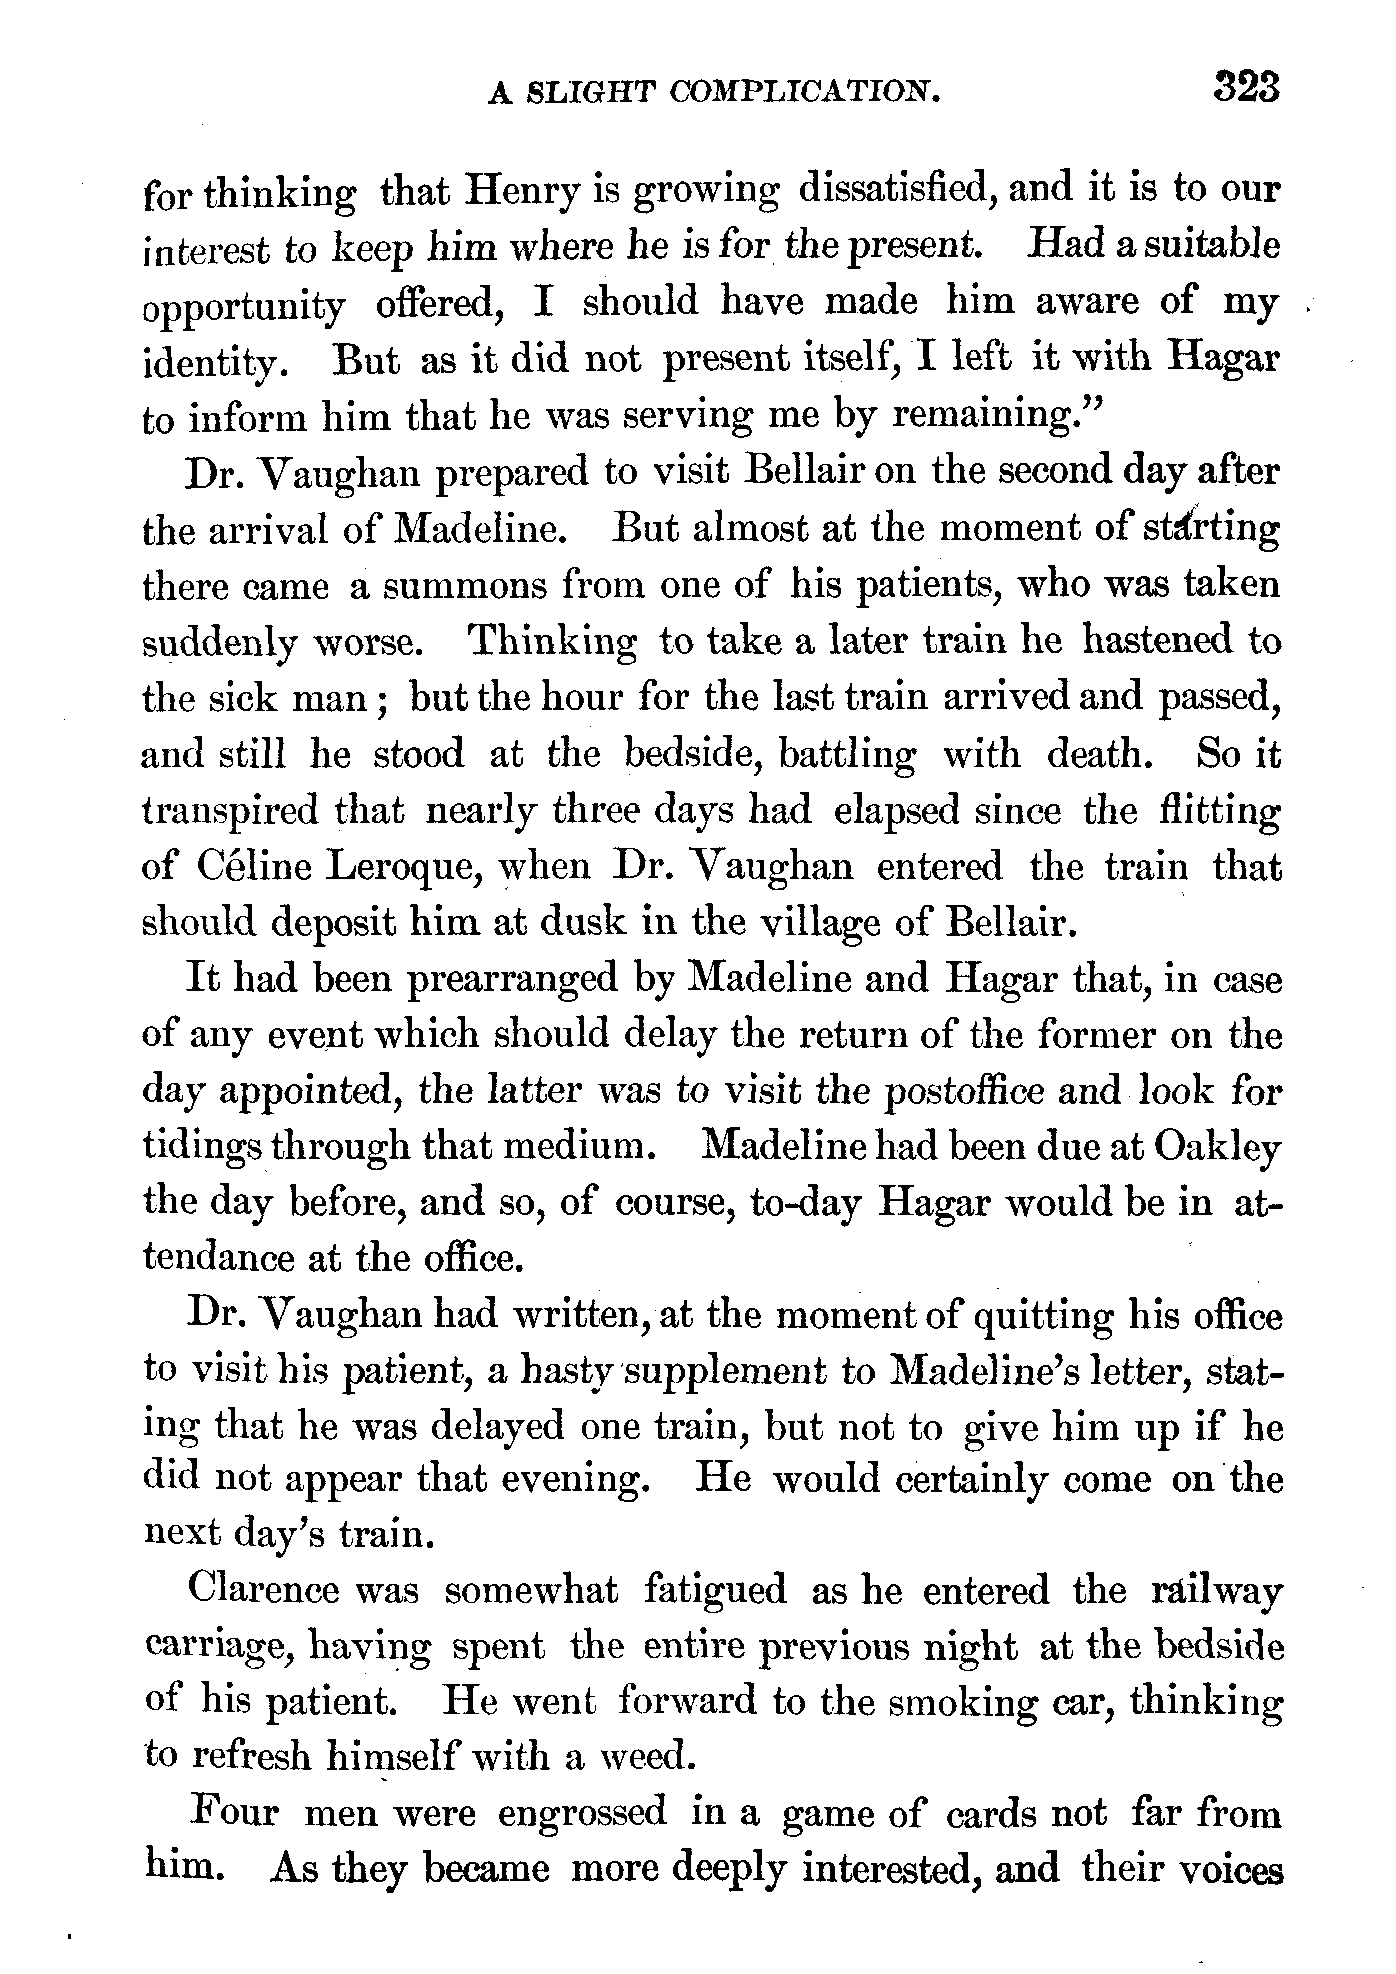 A SLIGHT COMPLICATION. 323
for thinking that Henry is growing dissatisfied, and it is to our
interest to keep him where he is for the present. Had a suitable
opportunity offered, I should have made him aware of my
identity. But as it did not present itself, I left it with Hagar
to inform him that he was serving me by remaining.”
Dr. Vaughan prepared to visit Bellair on the second day after
the arrival of Madeline. But almost at the moment of starting
there came a summons from one of his patients, who was taken
suddenly worse. Thinking to take a later train he hastened to
the sick man ; but the hour for the last train arrived and passed,
and still he stood at the bedside, battling with death. So it
transpired that nearly three days had elapsed since the flitting
of Céline Leroque, when Dr. Vaughan entered the train that
should deposit him at dusk in the village of Bellair.
It had been prearranged by Madeline and Hagar that, in case
of any event which should delay the return of the former on the
day appointed, the latter was to visit the postoffice and look for
tidings through that medium. Madeline had been due at Oakley
the day before, and so, of course, to-day Hagar would be in at-
tendance at the office.
Dr. Vaughan had written, at the moment of quitting his office
to visit his patient, a hasty supplement to Madeline’s letter, stat-
ing that he was delayed one train, but not to give him up if he
did not appear that evening. He would certainly come on the
next day’s train.
Clarence was somewhat fatigued as he entered the railway
carriage, having spent the entire previous night at the bedside
of his patient. He went forward to the smoking car, thinking
to refresh himself with a weed.
Four men were engrossed in a game of cards not far from
him. As they became more deeply interested, and their voices